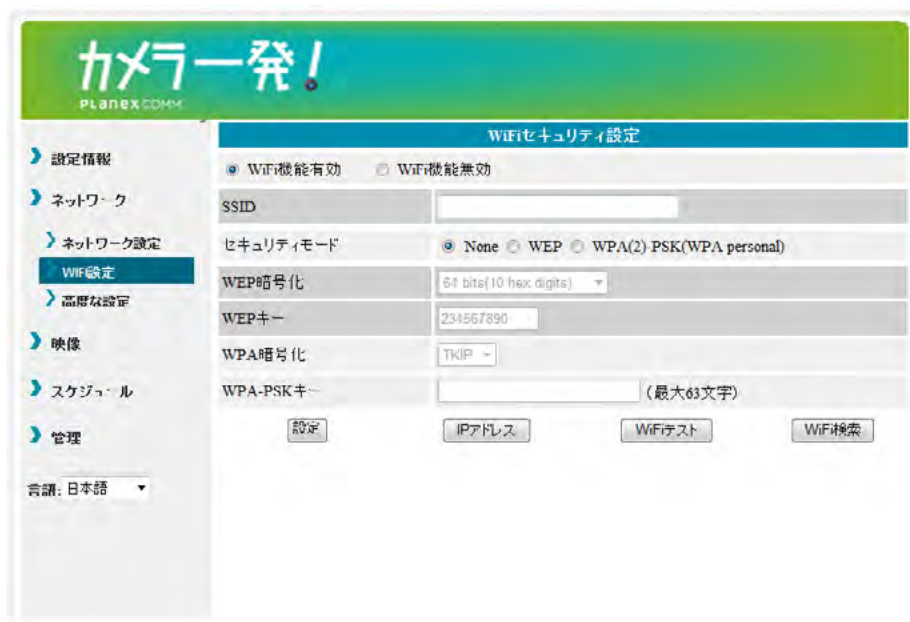 カメラ一発!
PLANEX COMM
設定情報
ネットワーク
ネットワーク設定
WIFI設定
高度な設定
映像
スケジュール
管理
言語: 日本語
WiFiセキュリティ設定
WiFi機能有効 WiFi機能無効
SSID
セキュリティモード None WEP WPA(2)-PSK(WPA personal)
WEP暗号化 64 bits(10 hex digits)
WEPキー 234567890
WPA暗号化 TKIP
WPA-PSKキー (最大63文字)
設定 IPアドレス WiFiテスト WiFi検索